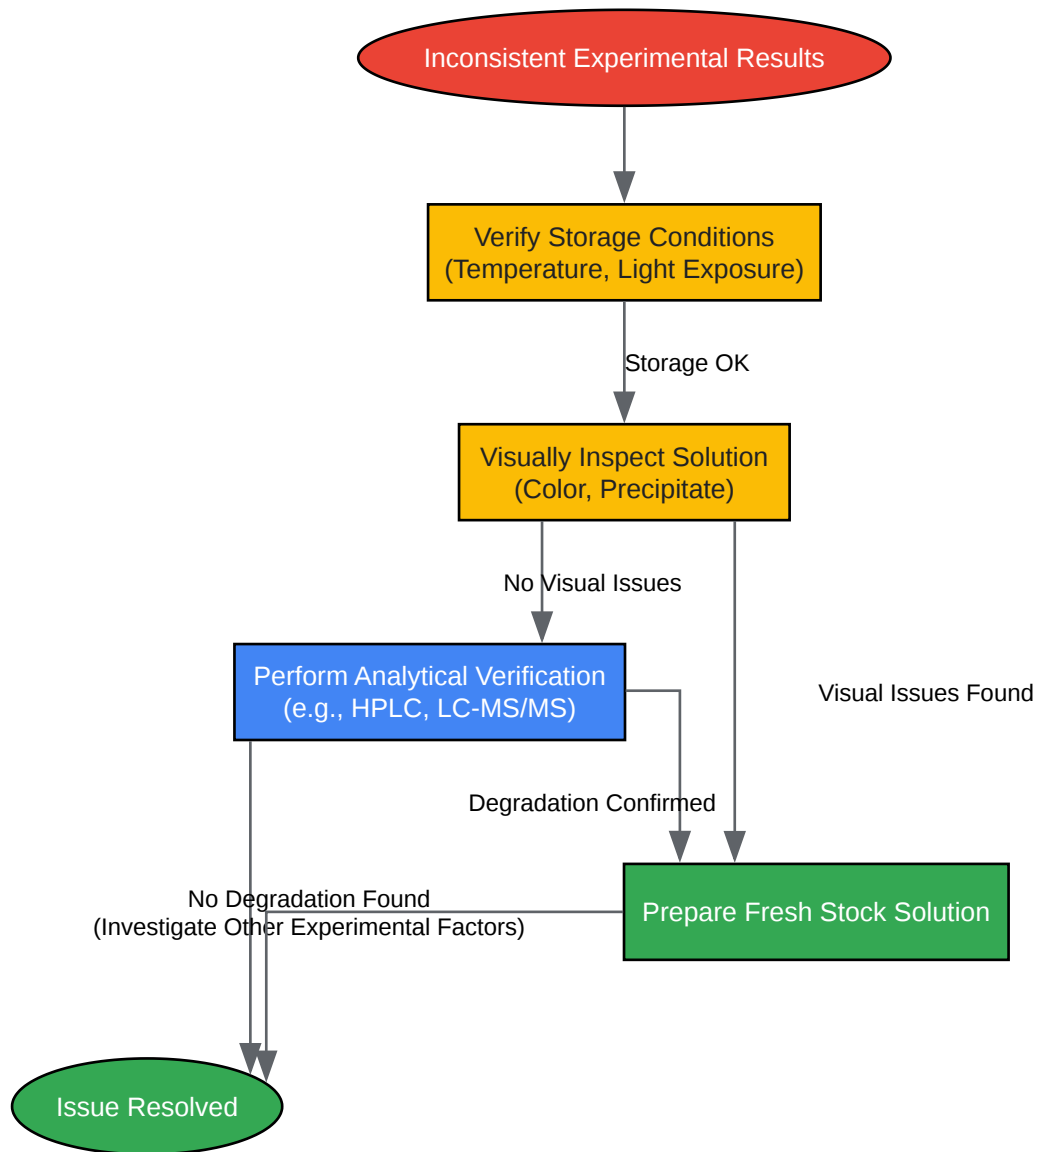 Inconsistent Experimental Results
Verify Storage Conditions
(Temperature, Light Exposure)
Storage OK
Visually Inspect Solution
(Color, Precipitate)
No Visual Issues
Perform Analytical Verification
(e.g., HPLC, LC-MS/MS)
Visual Issues Found
Degradation Confirmed
No Degradation Found
(Investigate Other Experimental Factors)
Prepare Fresh Stock Solution
Issue Resolved